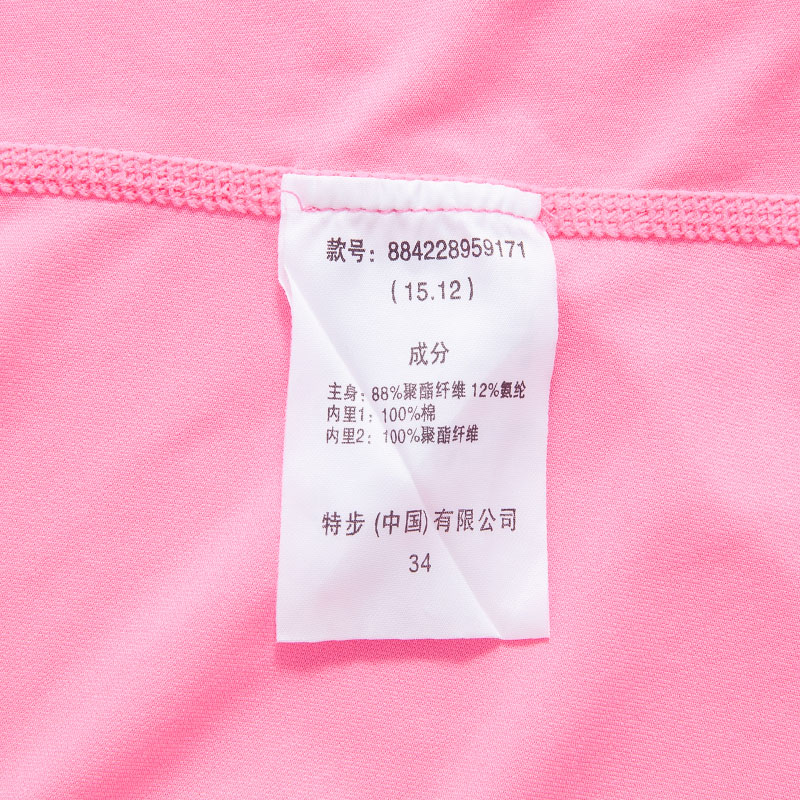 款号: 884228959171
(15.12)
成分
主身: 88%聚酯纤维 12%氨纶
内里1: 100%棉
内里2: 100%聚酯纤维
特步 (中国) 有限公司
34